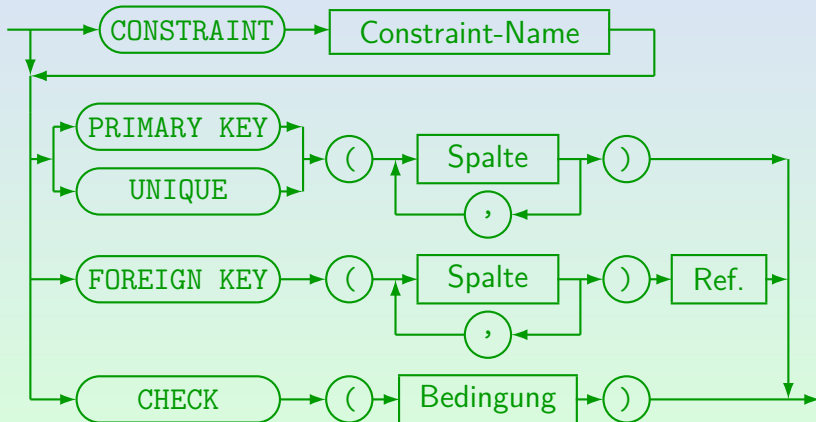 CONSTRAINT Constraint-Name
PRIMARY KEY
( Spalte )
UNIQUE
,
FOREIGN KEY ( Spalte ) Ref.
,
CHECK ( Bedingung )